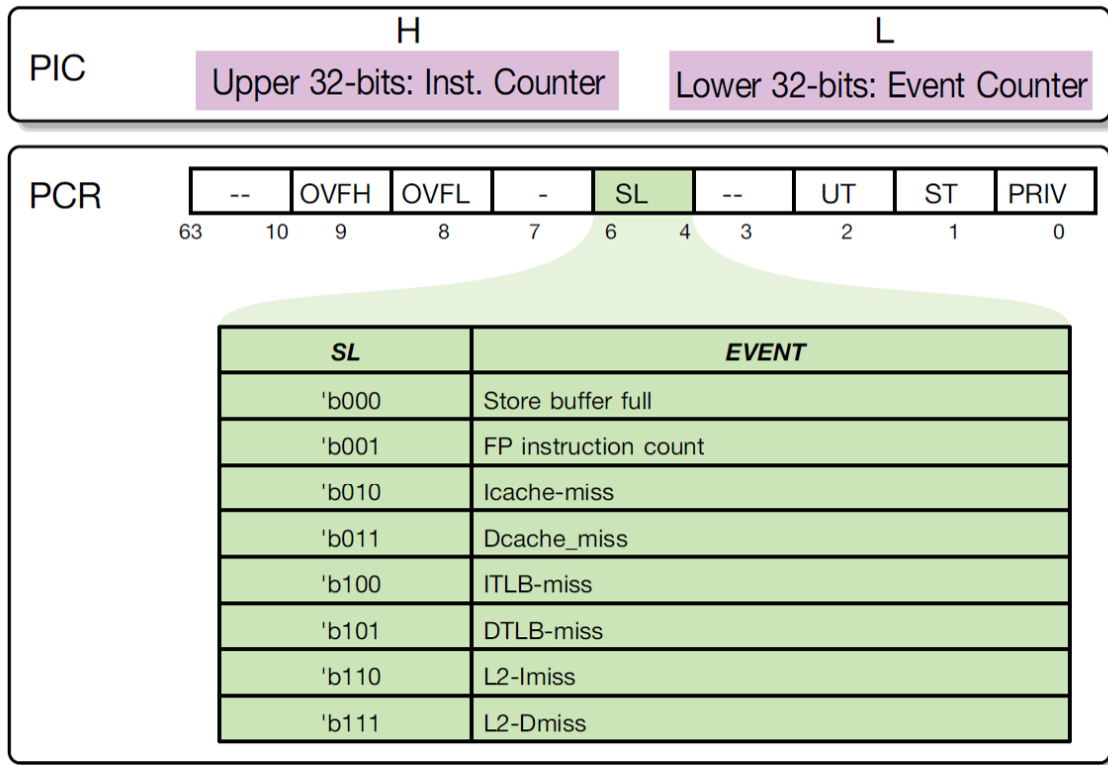 H L
PIC Upper 32-bits: Inst. Counter Lower 32-bits: Event Counter
PCR -- OVFH OVFL - SL -- UT ST PRIV
63 10 9 8 7 6 4 3 2 1 0
SL EVENT
'b000 Store buffer full
'b001 FP instruction count
'b010 Icache-miss
'b011 Dcache_miss
'b100 ITLB-miss
'b101 DTLB-miss
'b110 L2-Imiss
'b111 L2-Dmiss